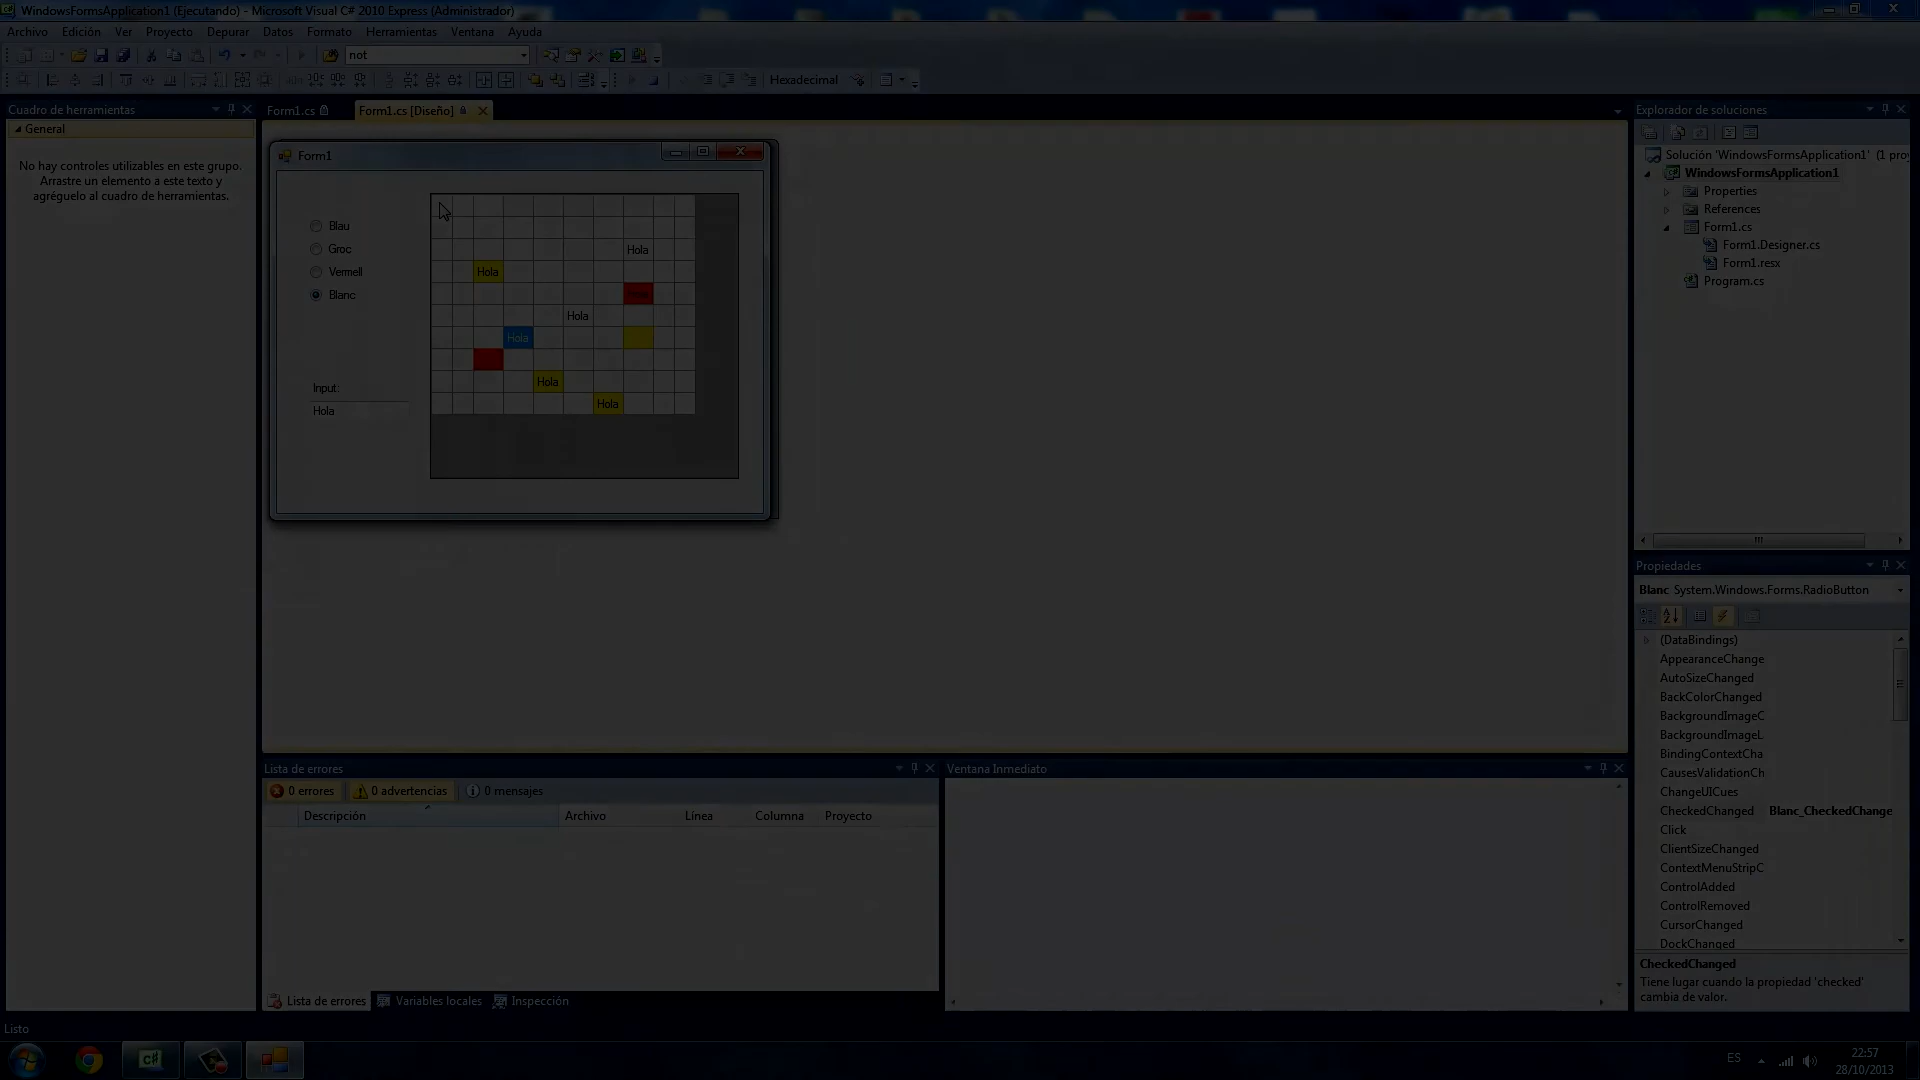 WindowsFormsApplication1 (Ejecutando) - Microsoft Visual C# 2010 Express (Administrador)
Archivo Edición Ver Proyecto Depurar Datos Formato Herramientas Ventana Ayuda
not
Hexadecimal
Cuadro de herramientas
General
No hay controles utilizables en este grupo.
Arrastre un elemento a este texto y
agréguelo al cuadro de herramientas.
Form1.cs
Form1.cs [Diseño]
Form1
Blau
Groc
Vermell
Blanc
Input:
Hola
Hola
Hola
Hola
Hola
Hola
Hola
Explorador de soluciones
Solución 'WindowsFormsApplication1' (1 proy
WindowsFormsApplication1
Properties
References
Form1.cs
Form1.Designer.cs
Form1.resx
Program.cs
Propiedades
Blanc System.Windows.Forms.RadioButton
(DataBindings)
AppearanceChange
AutoSizeChanged
BackColorChanged
BackgroundImageC
BackgroundImageL
BindingContextCha
CausesValidationCh
ChangeUICues
CheckedChanged Blanc_CheckedChange
Click
ClientSizeChanged
ContextMenuStripC
ControlAdded
ControlRemoved
CursorChanged
DockChanged
CheckedChanged
Tiene lugar cuando la propiedad 'checked'
cambia de valor.
Lista de errores
0 errores 0 advertencias 0 mensajes
Descripción Archivo Línea Columna Proyecto
Lista de errores Variables locales Inspección
Ventana Inmediato
Listo
ES
22:57
28/10/2013